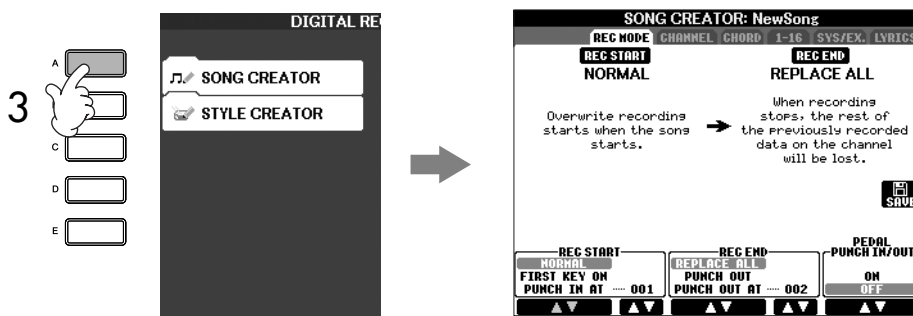 3
A
C
D
E
DIGITAL RE
SONG CREATOR
STYLE CREATOR
SONG CREATOR: NewSong
REC MODE CHANNEL CHORD 1-16 SYS/EX. LYRICS
REC START
NORMAL
Overwrite recording
starts when the song
starts.
REC END
REPLACE ALL
When recording
stops, the rest of
the previously recorded
data on the channel
will be lost.
SAVE
REC START
NORMAL
FIRST KEY ON
PUNCH IN AT ···· 001
REC END
REPLACE ALL
PUNCH OUT
PUNCH OUT AT ···· 002
PEDAL
PUNCH IN/OUT
ON
OFF